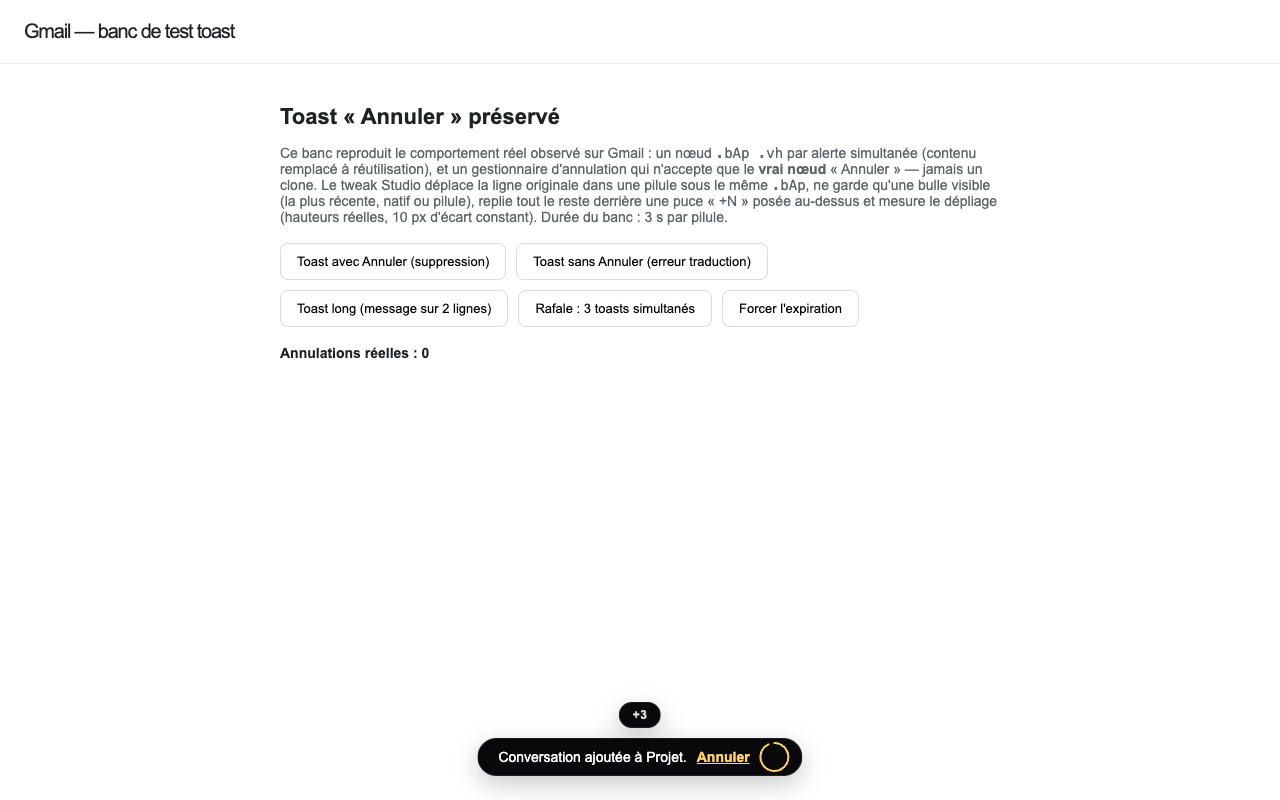 Gmail — banc de test toast
Toast « Annuler » préservé
Ce banc reproduit le comportement réel observé sur Gmail : un nœud .bAp .vh par alerte simultanée (contenu
remplacé à réutilisation), et un gestionnaire d'annulation qui n'accepte que le vrai nœud « Annuler » — jamais un
clone. Le tweak Studio déplace la ligne originale dans une pilule sous le même .bAp, ne garde qu'une bulle visible
(la plus récente, natif ou pilule), replie tout le reste derrière une puce « +N » posée au-dessus et mesure le dépliage
(hauteurs réelles, 10 px d'écart constant). Durée du banc : 3 s par pilule.
Toast avec Annuler (suppression) Toast sans Annuler (erreur traduction)
Toast long (message sur 2 lignes) Rafale : 3 toasts simultanés Forcer l'expiration
Annulations réelles : 0
+3
Conversation ajoutée à Projet. Annuler